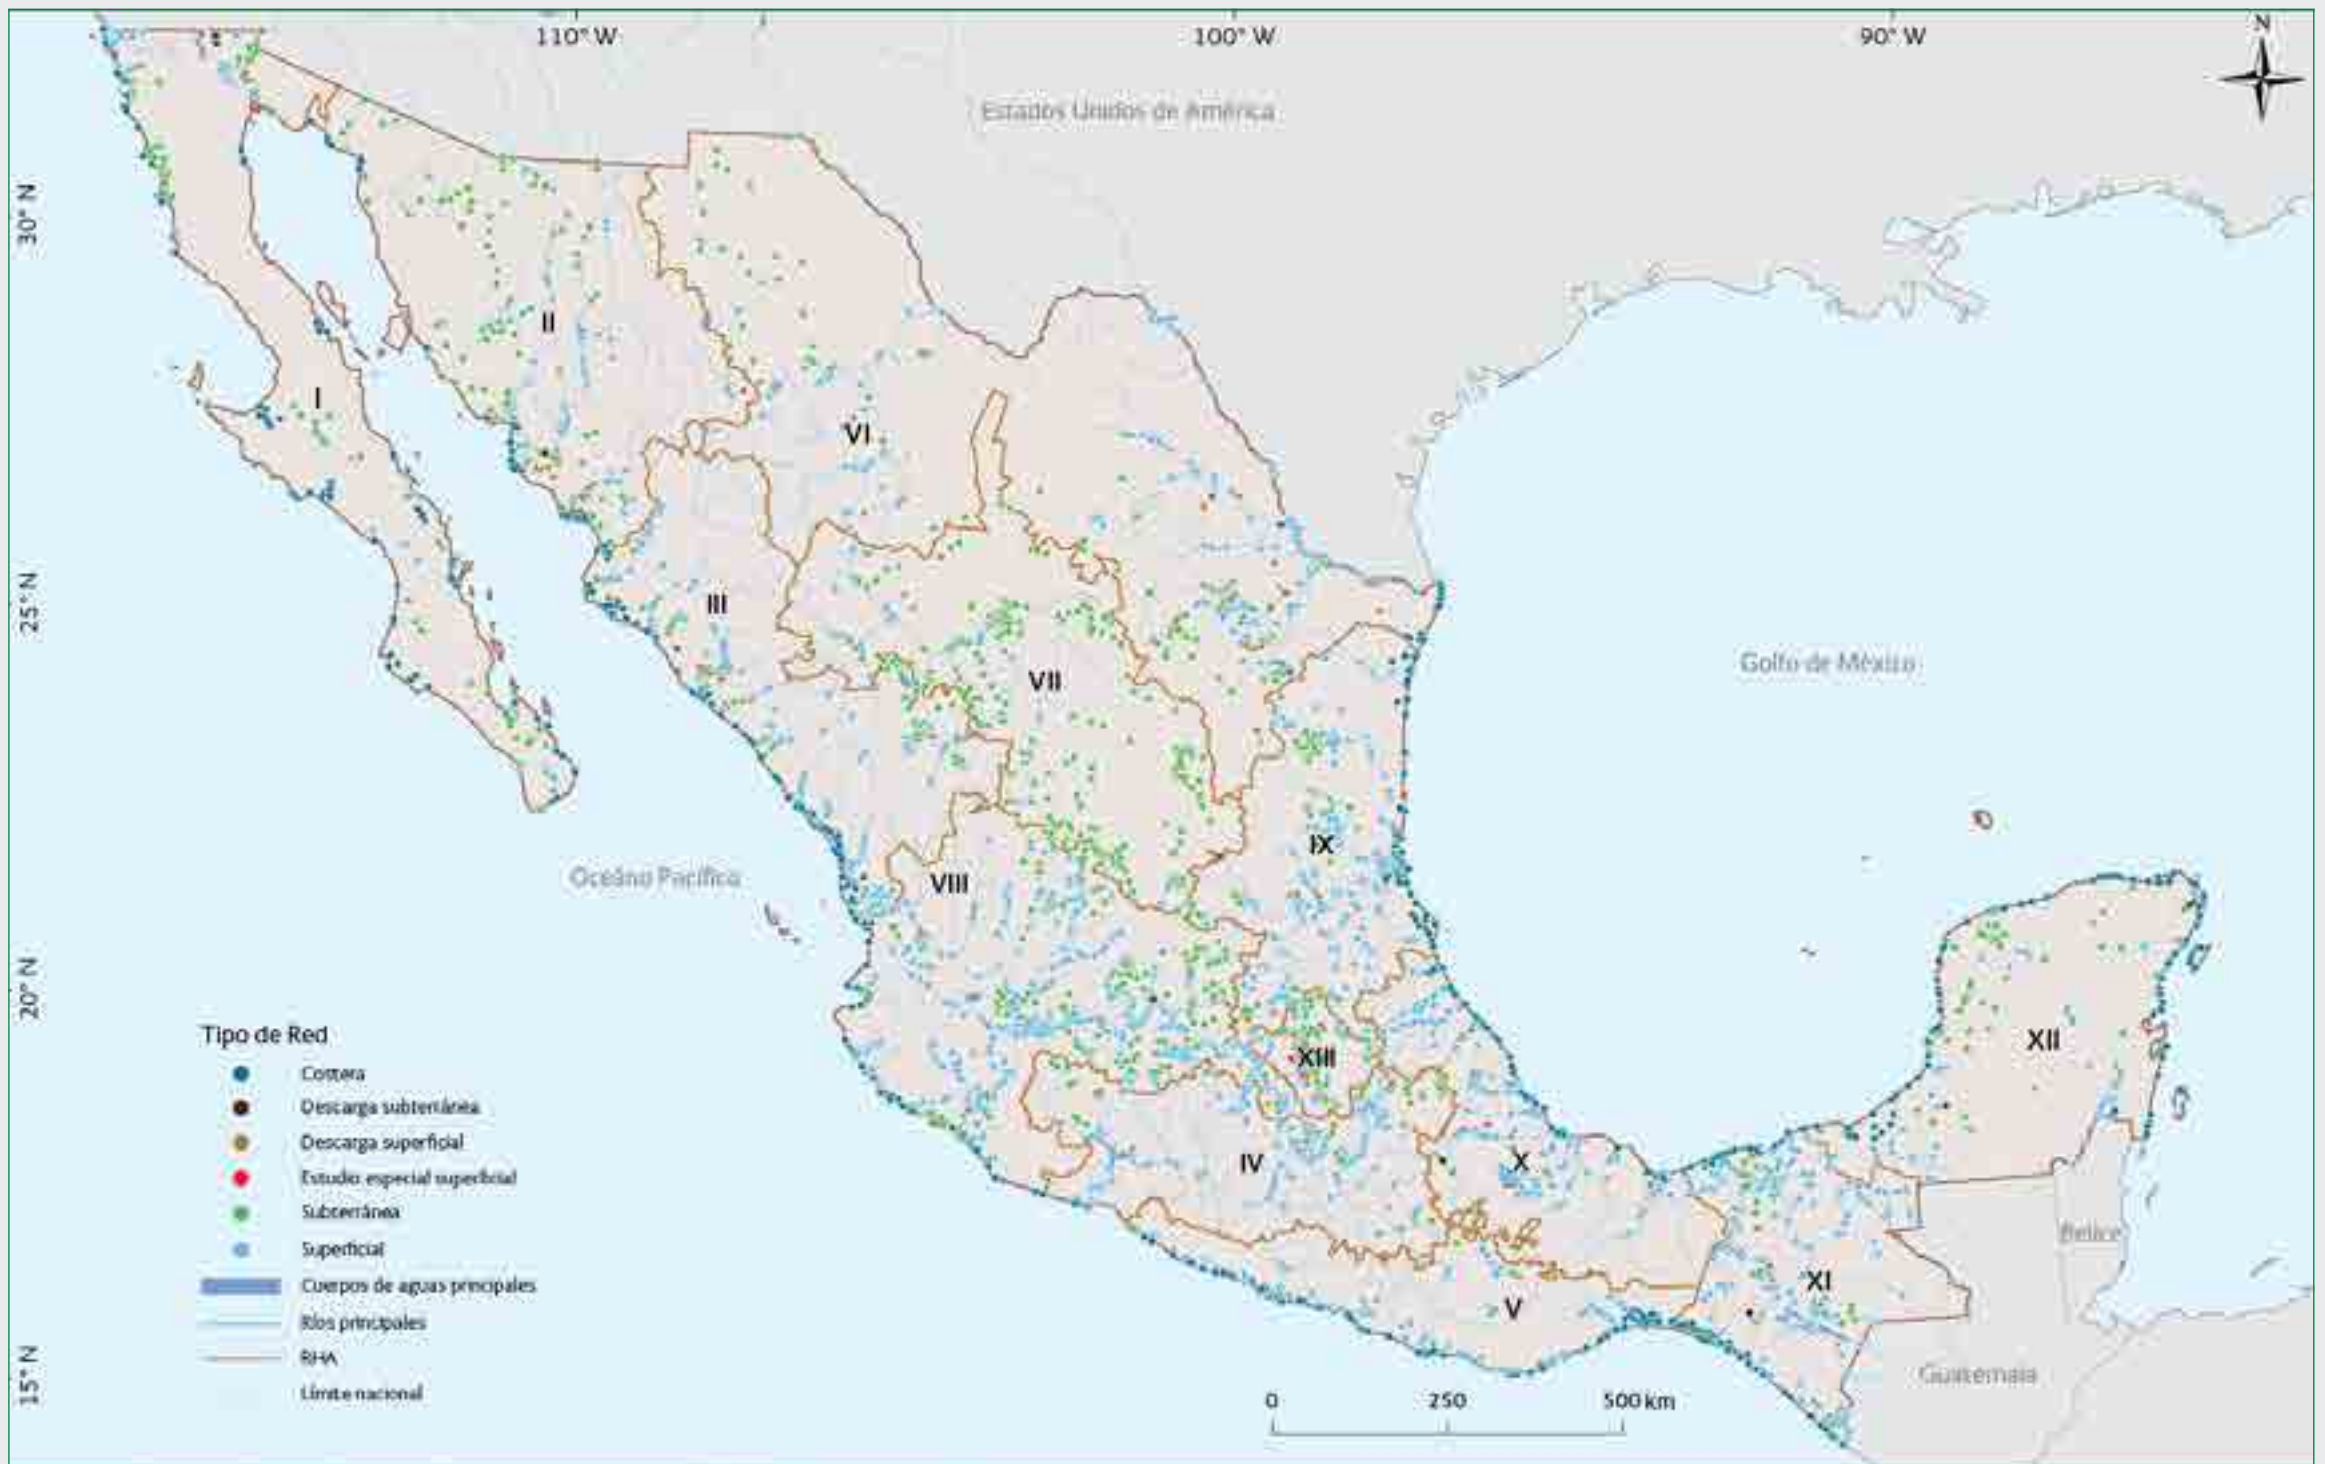 110° W
100° W
90° W
N
Estados Unidos de América
30° N
II
I
VI
25° N
III
Golfo de México
VII
IX
Océano Pacífico
VIII
20° N
XII
XIII
Tipo de Red
Costera
Descarga subterránea
Descarga superficial
Estudio especial superficial
Subterránea
Superficial
Cuerpos de aguas principales
Ríos principales
RHA
Límite nacional
IV
X
Belice
XI
V
15° N
Guatemala
0 250 500 km